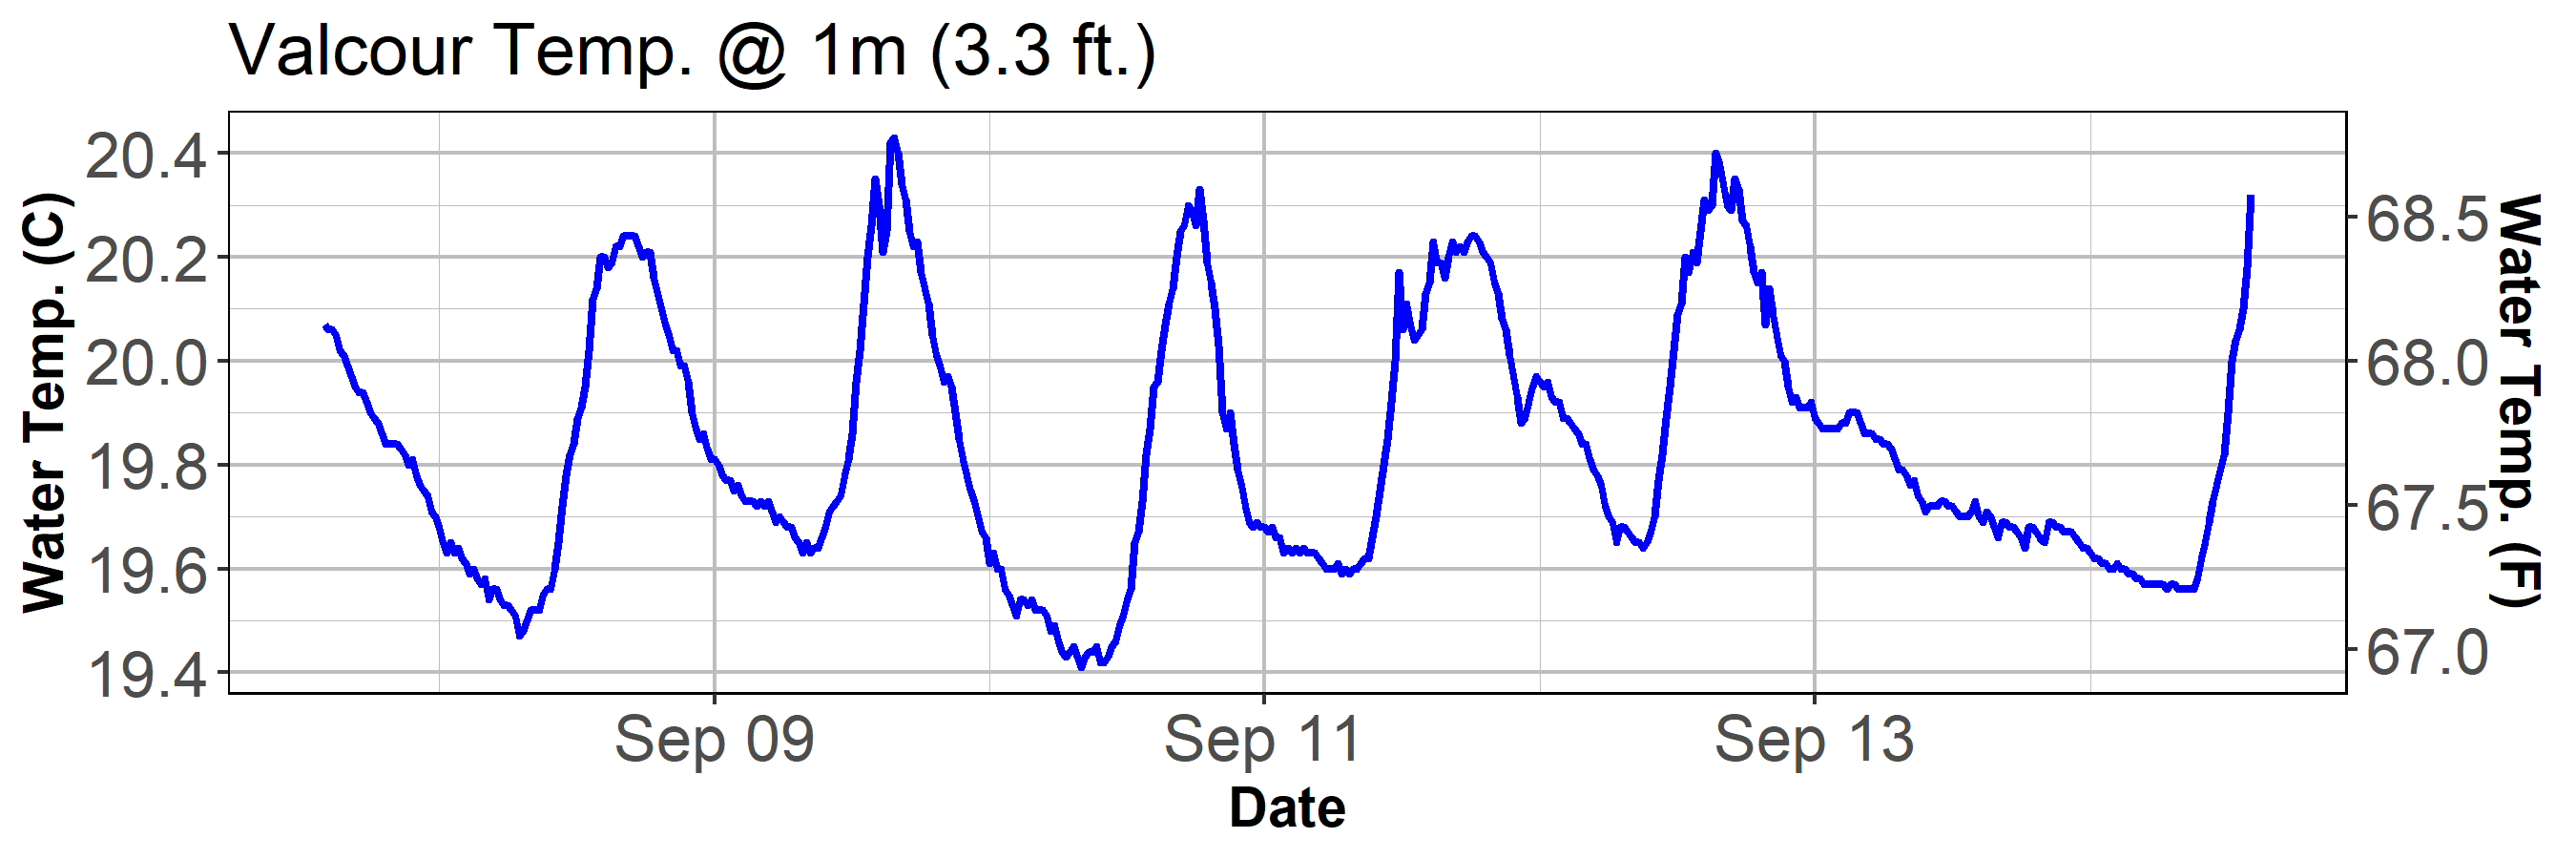 Valcour Temp. @ 1m (3.3 ft.)
Water Temp. (C)
20.4
20.2
20.0
19.8
19.6
19.4
68.5
68.0
67.5
67.0
Water Temp. (F)
Sep 09
Sep 11
Sep 13
Date